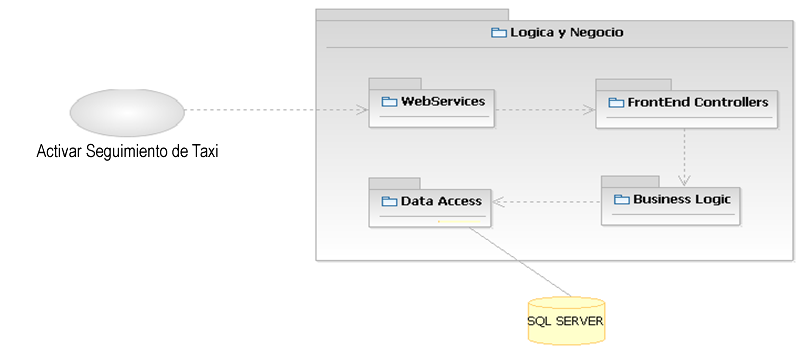 Logica y Negocio
WebServices
FrontEnd Controllers
Activar Seguimiento de Taxi
Data Access
Business Logic
SQL SERVER